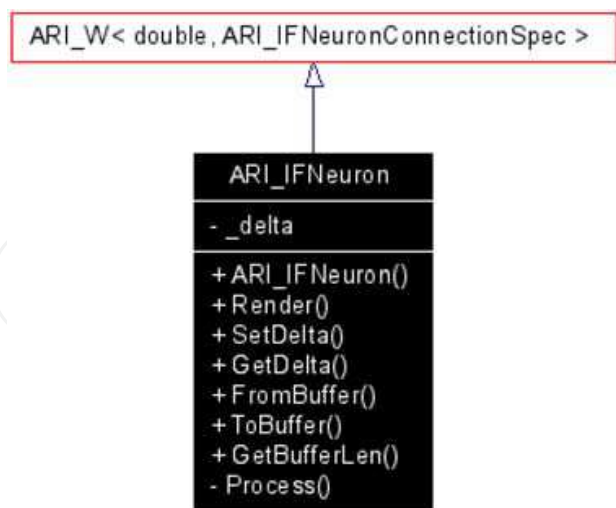 ARI_W< double, ARI_IFNeuronConnectionSpec >
ARI_IFNeuron
- _delta
+ ARI_IFNeuron()
+ Render()
+ SetDelta()
+ GetDelta()
+ FromBuffer()
+ ToBuffer()
+ GetBufferLen()
- Process()